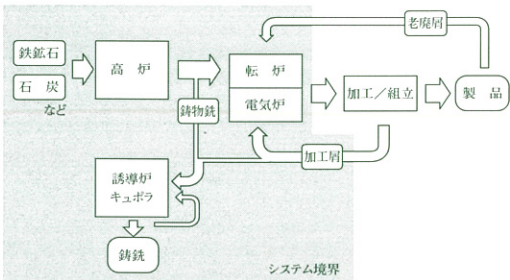 老廃屑
鉄鉱石
石炭
など
高炉
転炉
電気炉
加工/組立
製品
鋳物銑
加工屑
誘導炉
キュポラ
鋳銑
システム境界